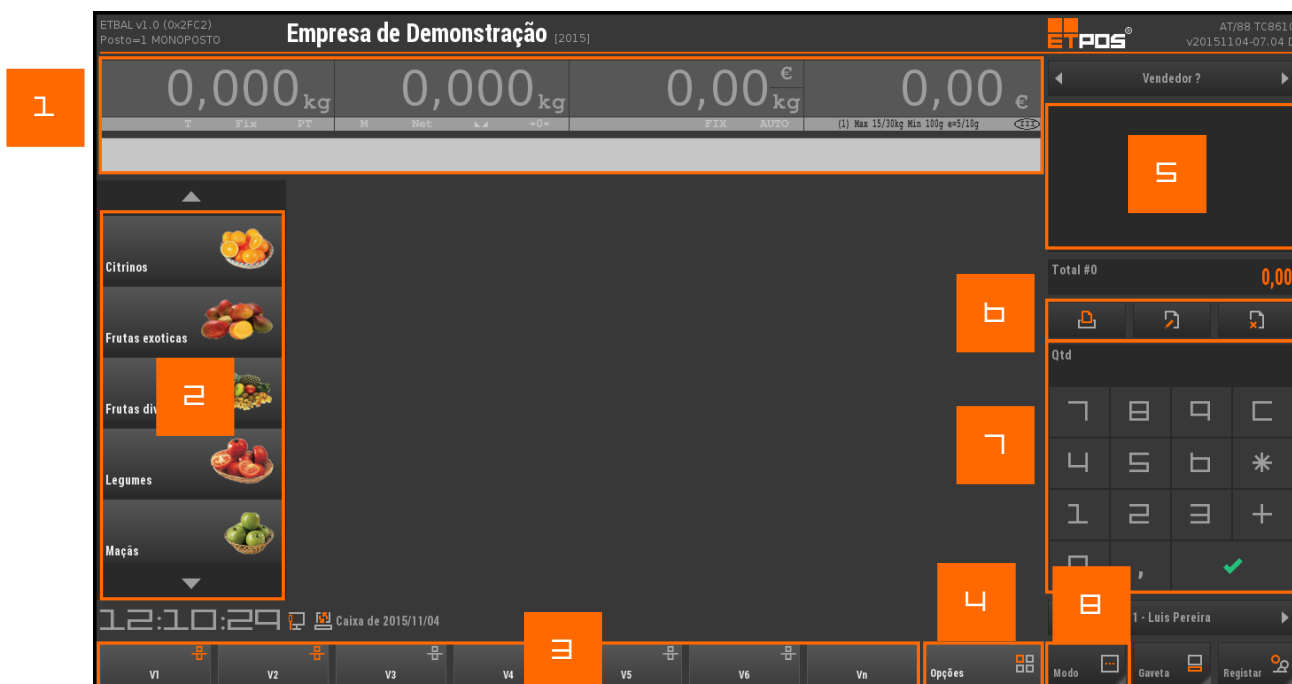 ETBAL v1.0 (0x2FC2)
Posto=1 MONOPOSTO
Empresa de Demonstração [2015]
ETPOS®
AT/88 TC8610
v20151104-07.04
1
0,000 kg
0,000 kg
0,00 €
kg
0,00 €
T Fix PT
M Net →0←
FIX AUTO
(1) Max 15/30kg Min 100g e=5/10g
III
Vendedor ?
5
Citrinos
Frutas exoticas
Frutas
2
Legumes
Maçãs
Total #0
0,00
6
Qtd
7
7 8 9 C
4 5 6 *
1 2 3 +
,
4
8
12:10:29
Caixa de 2015/11/04
1 - Luis Pereira
3
V1
V2
V3
V4
V5
V6
Vn
Opções
Modo
Gaveta
Registar